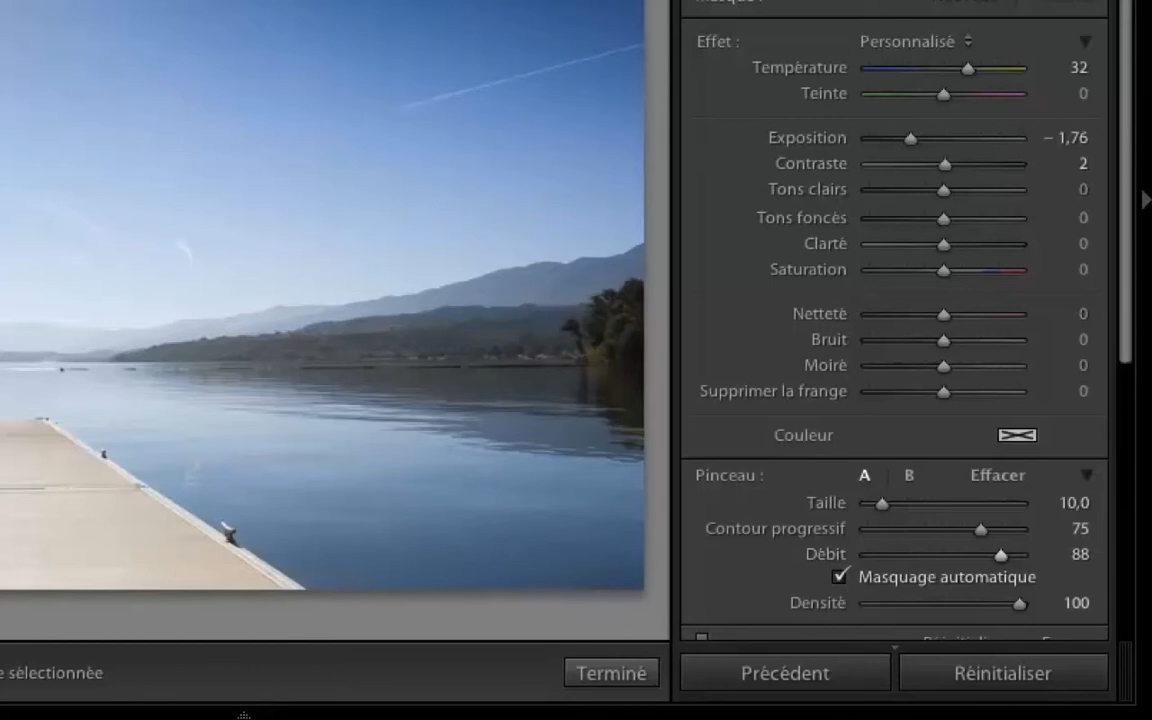 Effet : Personnalisé
Température 32
Teinte 0
Exposition – 1,76
Contraste 2
Tons clairs 0
Tons foncés 0
Clarté 0
Saturation 0
Netteté 0
Bruit 0
Moiré 0
Supprimer la frange 0
Couleur
Pinceau : A B Effacer
Taille 10,0
Contour progressif 75
Débit 88
Masquage automatique
Densité 100
sélectionnée
Terminé
Précédent
Réinitialiser